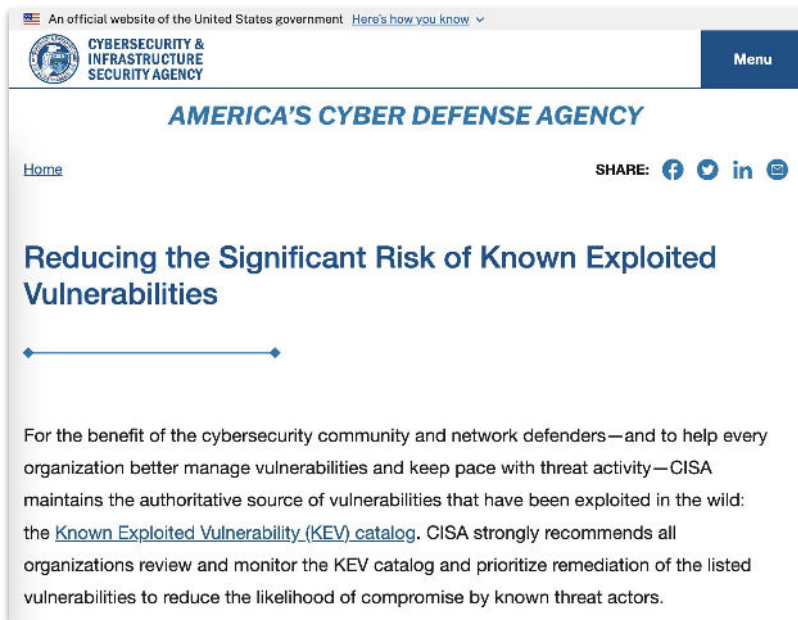 An official website of the United States government Here's how you know
CYBERSECURITY &
INFRASTRUCTURE
SECURITY AGENCY
Menu
AMERICA'S CYBER DEFENSE AGENCY
Home
SHARE:
Reducing the Significant Risk of Known Exploited
Vulnerabilities
For the benefit of the cybersecurity community and network defenders—and to help every
organization better manage vulnerabilities and keep pace with threat activity—CISA
maintains the authoritative source of vulnerabilities that have been exploited in the wild:
the Known Exploited Vulnerability (KEV) catalog. CISA strongly recommends all
organizations review and monitor the KEV catalog and prioritize remediation of the listed
vulnerabilities to reduce the likelihood of compromise by known threat actors.